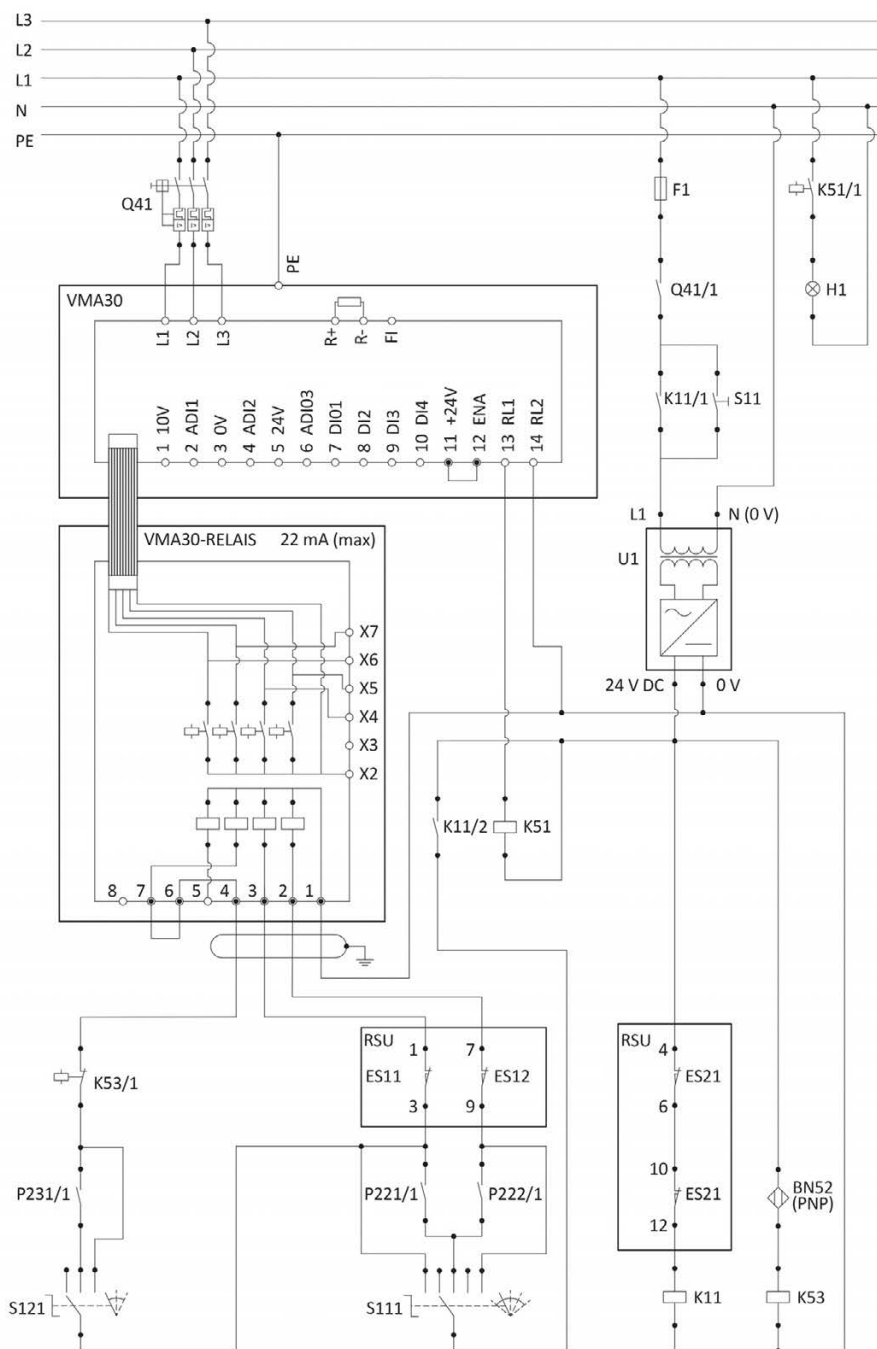 L3
L2
L1
N
PE
Q41
PE
F1
K51/1
VMA30
Q41/1
H1
L1
L2
L3
R+
R-
FI
K11/1
S11
1 10V
2 ADI1
3 0V
4 ADI2
5 24V
6 ADI03
7 DI01
8 DI2
9 DI3
10 DI4
11 +24V
12 ENA
13 RL1
14 RL2
L1
N (0 V)
VMA30-RELAIS 22 mA (max)
U1
X7
X6
X5
X4
X3
X2
24 V DC
0 V
K11/2
K51
8 7 6 5 4 3 2 1
RSU
1
7
RSU
4
K53/1
ES11
ES12
ES21
3
9
6
10
P231/1
P221/1
P222/1
ES21
BN52
(PNP)
12
S121
S111
K11
K53